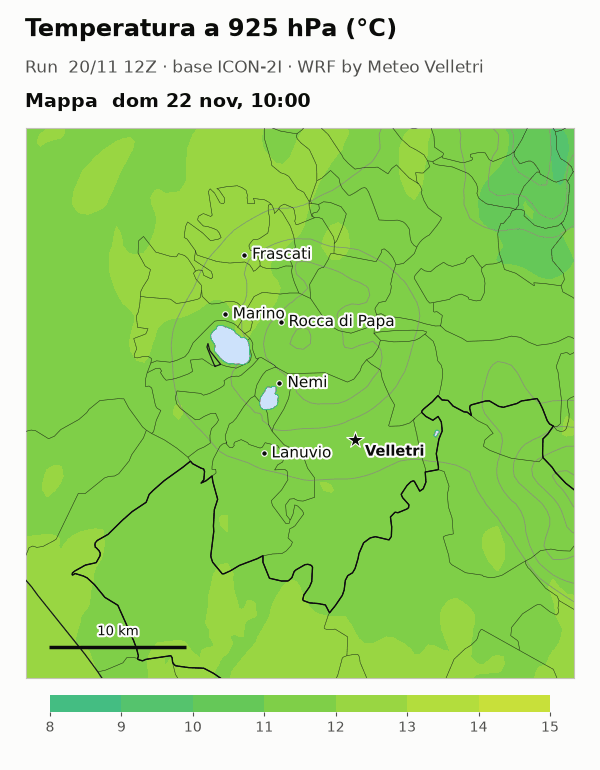 Temperatura a 925 hPa (°C)
Run  20/11 12Z · base ICON-2I · WRF by Meteo Velletri
Mappa  dom 22 nov, 10:00
Frascati
Marino
Rocca di Papa
Nemi
Velletri
Lanuvio
10 km
8 9 10 11 12 13 14 15